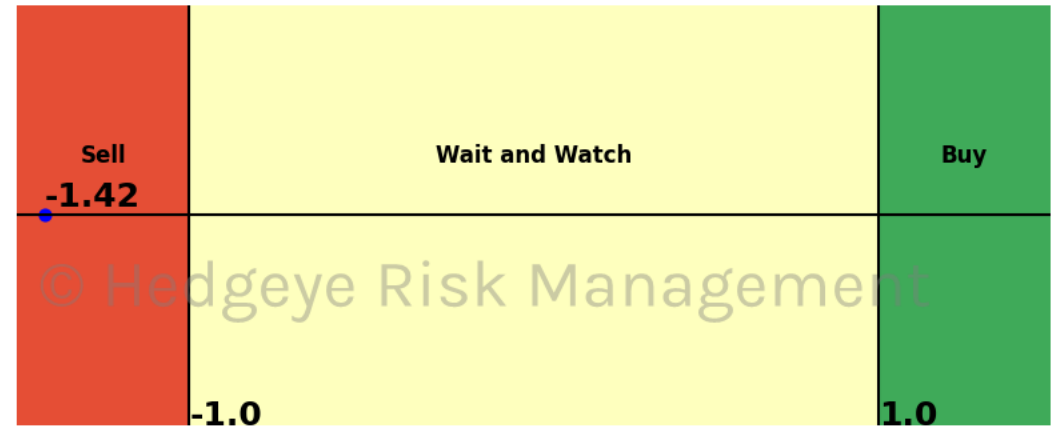 Sell
Wait and Watch
Buy
-1.42
© Hedgeye Risk Management
-1.0
1.0